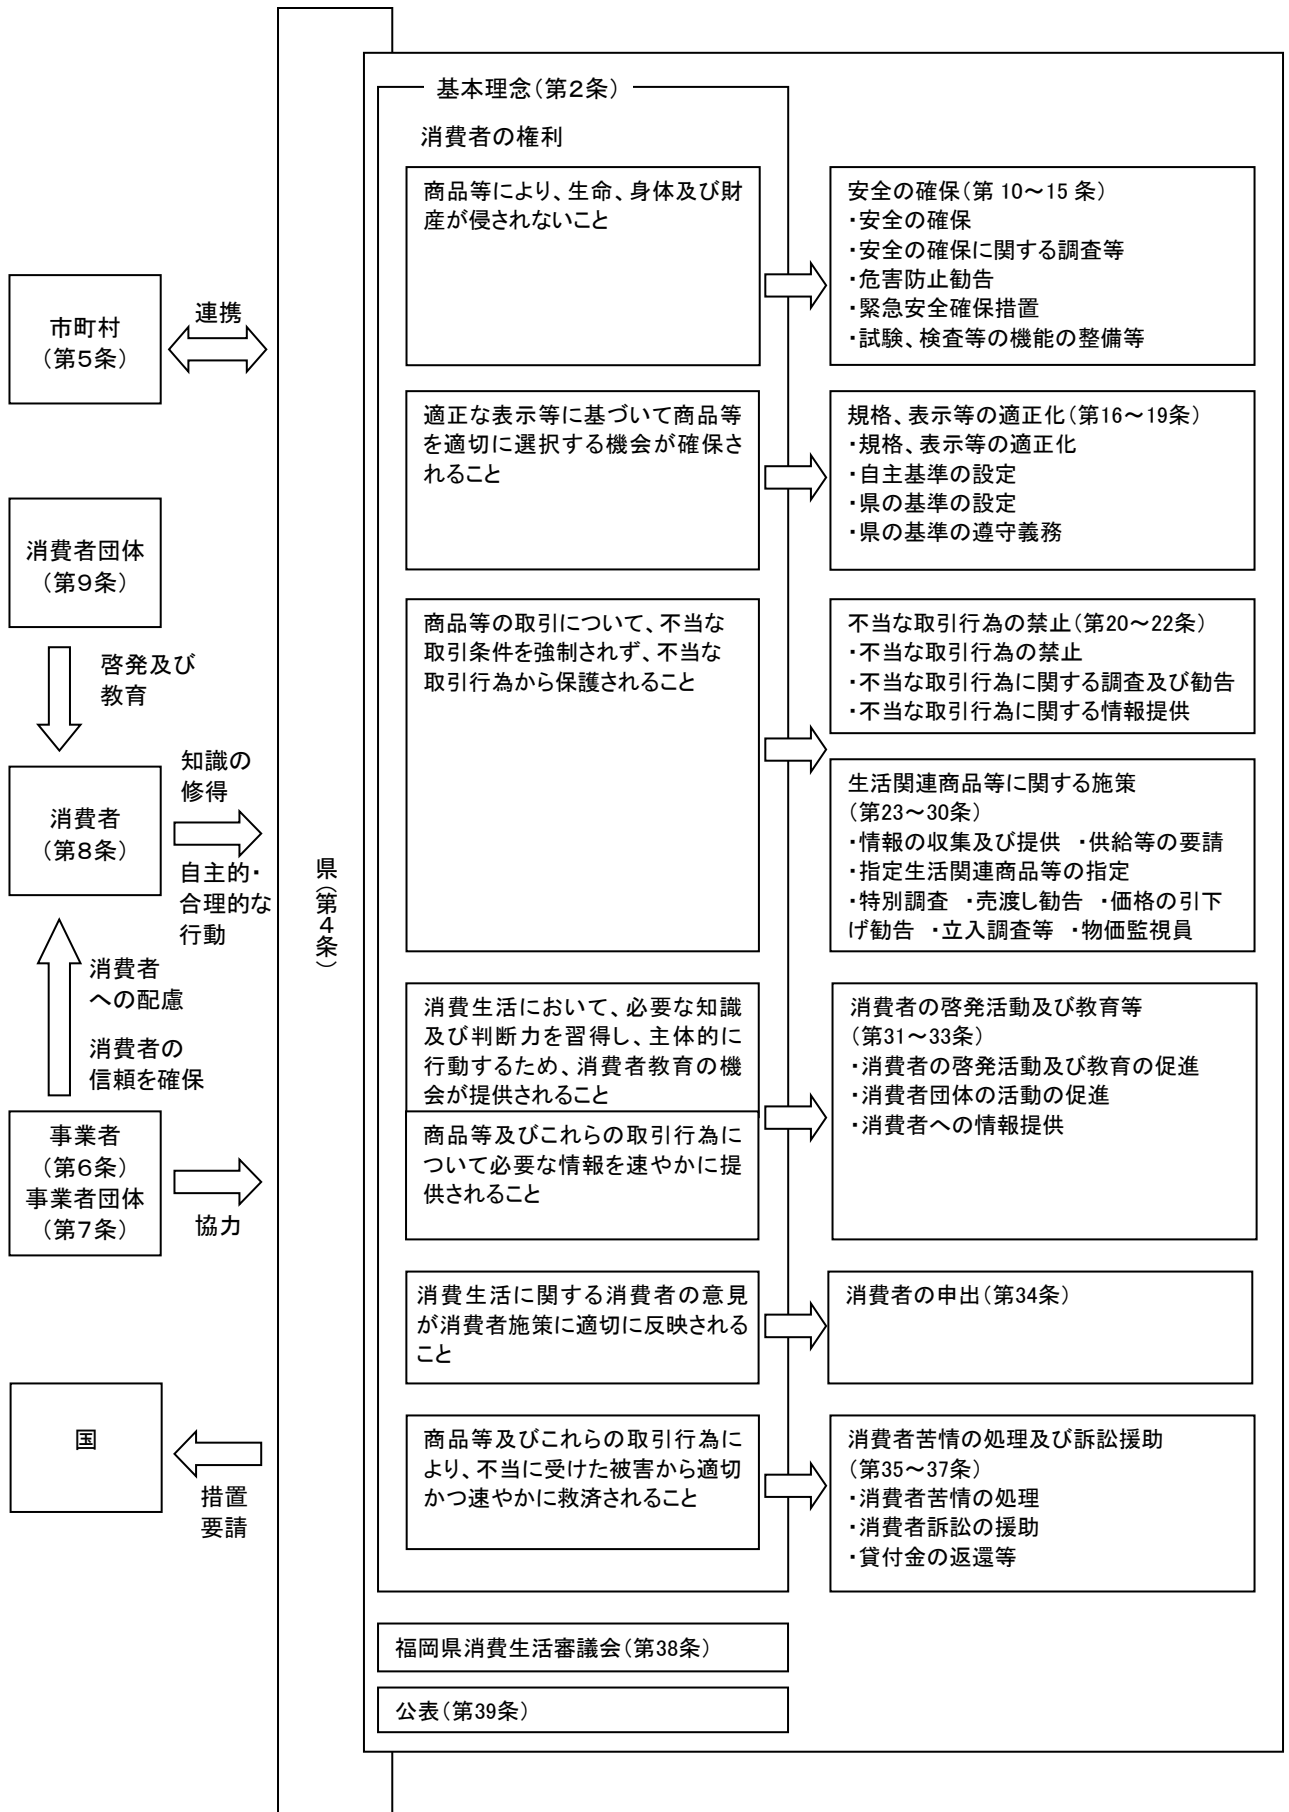 市町村
（第５条）
連携
消費者団体
（第９条）
啓発及び
教育
消費者
（第８条）
知識の
修得
自主的・
合理的な
行動
消費者
への配慮
消費者の
信頼を確保
事業者
（第６条）
事業者団体
（第７条）
協力
国
措置
要請
県（第４条）
基本理念（第２条）
消費者の権利
商品等により、生命、身体及び財
産が侵されないこと
安全の確保（第 10～15 条）
・安全の確保
・安全の確保に関する調査等
・危害防止勧告
・緊急安全確保措置
・試験、検査等の機能の整備等
適正な表示等に基づいて商品等
を適切に選択する機会が確保さ
れること
規格、表示等の適正化（第16～19条）
・規格、表示等の適正化
・自主基準の設定
・県の基準の設定
・県の基準の遵守義務
商品等の取引について、不当な
取引条件を強制されず、不当な
取引行為から保護されること
不当な取引行為の禁止（第20～22条）
・不当な取引行為の禁止
・不当な取引行為に関する調査及び勧告
・不当な取引行為に関する情報提供
生活関連商品等に関する施策
（第23～30条）
・情報の収集及び提供 ・供給等の要請
・指定生活関連商品等の指定
・特別調査 ・売渡し勧告 ・価格の引下
げ勧告 ・立入調査等 ・物価監視員
消費生活において、必要な知識
及び判断力を習得し、主体的に
行動するため、消費者教育の機
会が提供されること
商品等及びこれらの取引行為に
ついて必要な情報を速やかに提
供されること
消費者の啓発活動及び教育等
（第31～33条）
・消費者の啓発活動及び教育の促進
・消費者団体の活動の促進
・消費者への情報提供
消費生活に関する消費者の意見
が消費者施策に適切に反映される
こと
消費者の申出（第34条）
商品等及びこれらの取引行為に
より、不当に受けた被害から適切
かつ速やかに救済されること
消費者苦情の処理及び訴訟援助
（第35～37条）
・消費者苦情の処理
・消費者訴訟の援助
・貸付金の返還等
福岡県消費生活審議会（第38条）
公表（第39条）